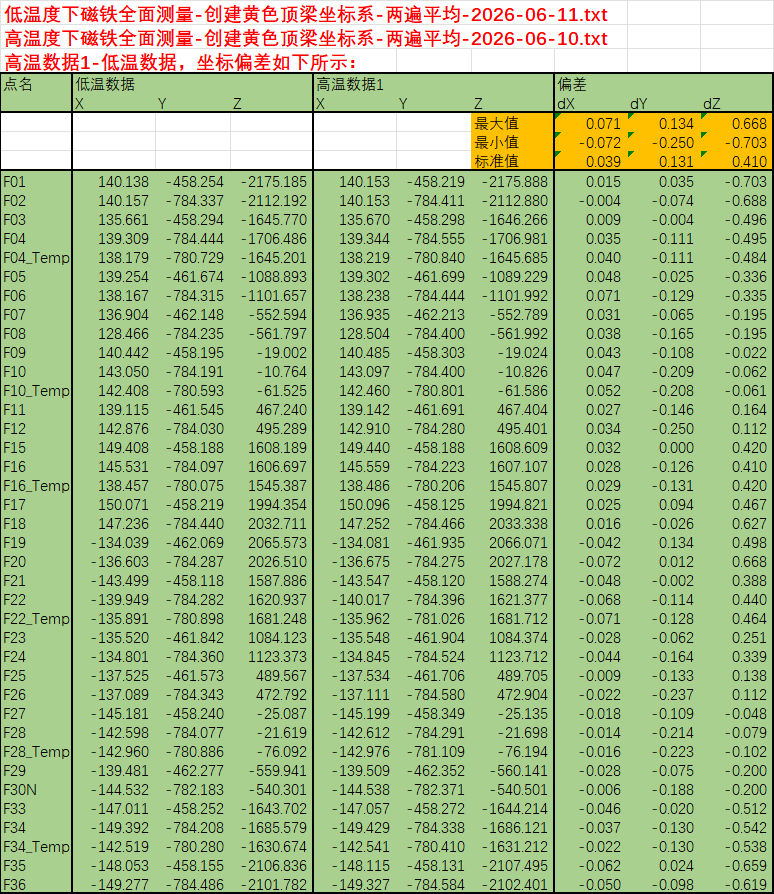 低温度下磁铁全面测量-创建黄色顶梁坐标系-两遍平均-2026-06-11.txt
高温度下磁铁全面测量-创建黄色顶梁坐标系-两遍平均-2026-06-10.txt
高温数据1-低温数据，坐标偏差如下所示：
点名 低温数据 高温数据1 偏差
X Y Z X Y Z dX dY dZ
最大值 0.071 0.134 0.668
最小值 -0.072 -0.250 -0.703
标准值 0.039 0.131 0.410
F01 140.138 -458.254 -2175.185 140.153 -458.219 -2175.888 0.015 0.035 -0.703
F02 140.157 -784.337 -2112.192 140.153 -784.411 -2112.880 -0.004 -0.074 -0.688
F03 135.661 -458.294 -1645.770 135.670 -458.298 -1646.266 0.009 -0.004 -0.496
F04 139.309 -784.444 -1706.486 139.344 -784.555 -1706.981 0.035 -0.111 -0.495
F04_Temp 138.179 -780.729 -1645.201 138.219 -780.840 -1645.685 0.040 -0.111 -0.484
F05 139.254 -461.674 -1088.893 139.302 -461.699 -1089.229 0.048 -0.025 -0.336
F06 138.167 -784.315 -1101.657 138.238 -784.444 -1101.992 0.071 -0.129 -0.335
F07 136.904 -462.148 -552.594 136.935 -462.213 -552.789 0.031 -0.065 -0.195
F08 128.466 -784.235 -561.797 128.504 -784.400 -561.992 0.038 -0.165 -0.195
F09 140.442 -458.195 -19.002 140.485 -458.303 -19.024 0.043 -0.108 -0.022
F10 143.050 -784.191 -10.764 143.097 -784.400 -10.826 0.047 -0.209 -0.062
F10_Temp 142.408 -780.593 -61.525 142.460 -780.801 -61.586 0.052 -0.208 -0.061
F11 139.115 -461.545 467.240 139.142 -461.691 467.404 0.027 -0.146 0.164
F12 142.876 -784.030 495.289 142.910 -784.280 495.401 0.034 -0.250 0.112
F15 149.408 -458.188 1608.189 149.440 -458.188 1608.609 0.032 0.000 0.420
F16 145.531 -784.097 1606.697 145.559 -784.223 1607.107 0.028 -0.126 0.410
F16_Temp 138.457 -780.075 1545.387 138.486 -780.206 1545.807 0.029 -0.131 0.420
F17 150.071 -458.219 1994.354 150.096 -458.125 1994.821 0.025 0.094 0.467
F18 147.236 -784.440 2032.711 147.252 -784.466 2033.338 0.016 -0.026 0.627
F19 -134.039 -462.069 2065.573 -134.081 -461.935 2066.071 -0.042 0.134 0.498
F20 -136.603 -784.287 2026.510 -136.675 -784.275 2027.178 -0.072 0.012 0.668
F21 -143.499 -458.118 1587.886 -143.547 -458.120 1588.274 -0.048 -0.002 0.388
F22 -139.949 -784.282 1620.937 -140.017 -784.396 1621.377 -0.068 -0.114 0.440
F22_Temp -135.891 -780.898 1681.248 -135.962 -781.026 1681.712 -0.071 -0.128 0.464
F23 -135.520 -461.842 1084.123 -135.548 -461.904 1084.374 -0.028 -0.062 0.251
F24 -134.801 -784.360 1123.373 -134.845 -784.524 1123.712 -0.044 -0.164 0.339
F25 -137.525 -461.573 489.567 -137.534 -461.706 489.705 -0.009 -0.133 0.138
F26 -137.089 -784.343 472.792 -137.111 -784.580 472.904 -0.022 -0.237 0.112
F27 -145.181 -458.240 -25.087 -145.199 -458.349 -25.135 -0.018 -0.109 -0.048
F28 -142.598 -784.077 -21.619 -142.612 -784.291 -21.698 -0.014 -0.214 -0.079
F28_Temp -142.960 -780.886 -76.092 -142.976 -781.109 -76.194 -0.016 -0.223 -0.102
F29 -139.481 -462.277 -559.941 -139.509 -462.352 -560.141 -0.028 -0.075 -0.200
F30N -144.532 -782.183 -540.301 -144.538 -782.371 -540.501 -0.006 -0.188 -0.200
F33 -147.011 -458.252 -1643.702 -147.057 -458.272 -1644.214 -0.046 -0.020 -0.512
F34 -149.392 -784.208 -1685.579 -149.429 -784.338 -1686.121 -0.037 -0.130 -0.542
F34_Temp -142.519 -780.280 -1630.674 -142.541 -780.410 -1631.212 -0.022 -0.130 -0.538
F35 -148.053 -458.155 -2106.836 -148.115 -458.131 -2107.495 -0.062 0.024 -0.659
F36 -149.277 -784.486 -2101.782 -149.327 -784.584 -2102.401 -0.050 -0.098 -0.619